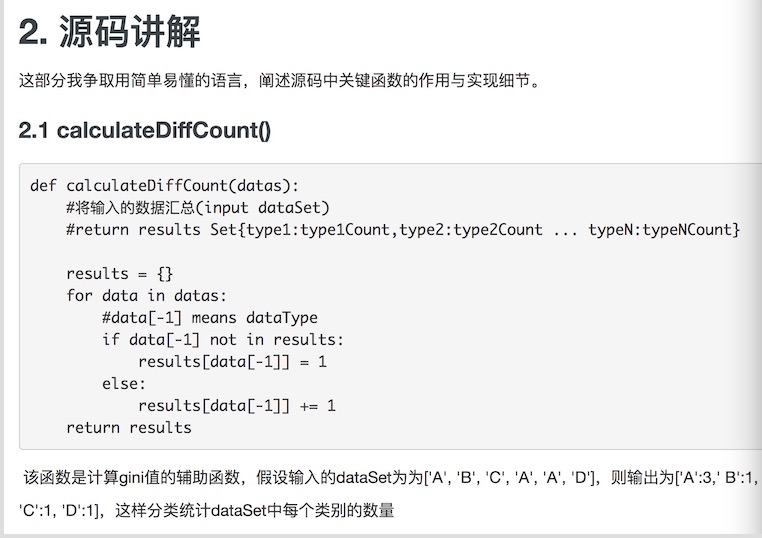 2. 源码讲解
这部分我争取用简单易懂的语言，阐述源码中关键函数的作用与实现细节。
2.1 calculateDiffCount()
def calculateDiffCount(datas):
    #将输入的数据汇总(input dataSet)
    #return results Set{type1:type1Count,type2:type2Count ... typeN:typeNCount}
    results = {}
    for data in datas:
        #data[-1] means dataType
        if data[-1] not in results:
            results[data[-1]] = 1
        else:
            results[data[-1]] += 1
    return results
该函数是计算gini值的辅助函数，假设输入的dataSet为为['A', 'B', 'C', 'A', 'A', 'D']，则输出为['A':3,' B':1,
'C':1, 'D':1]，这样分类统计dataSet中每个类别的数量